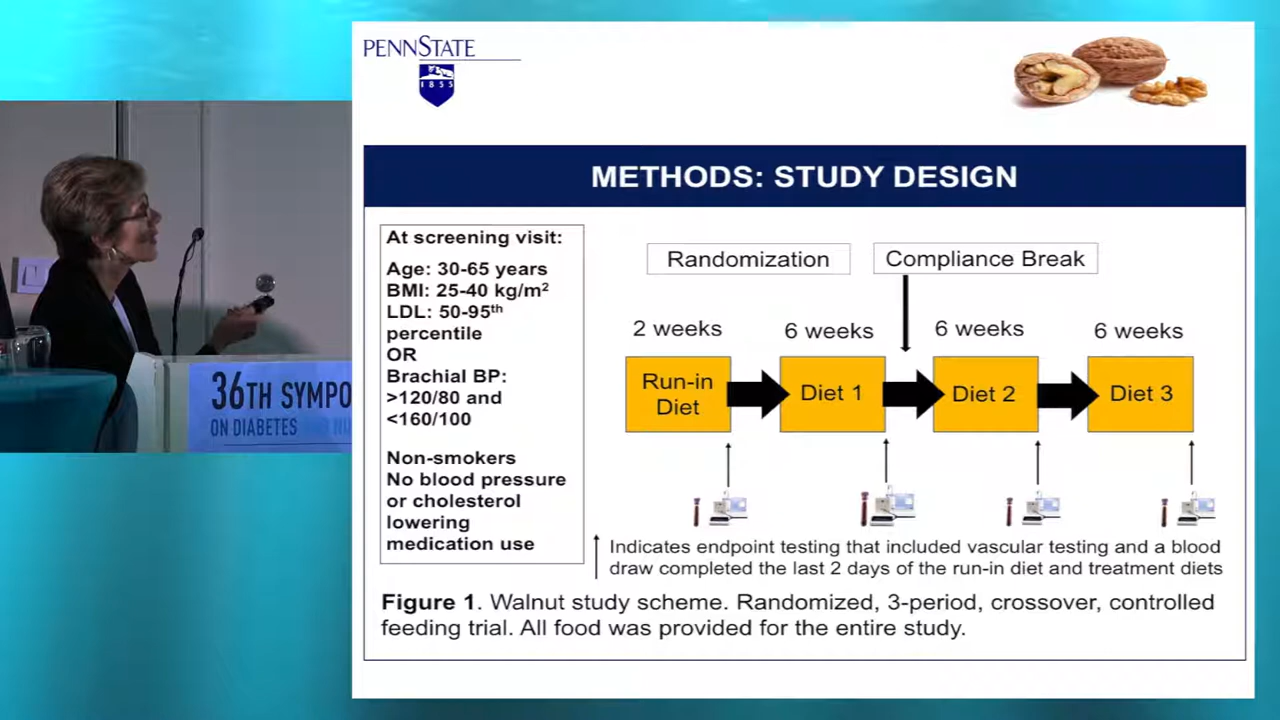 PENNSTATE
1855
METHODS: STUDY DESIGN
At screening visit:
Age: 30-65 years
BMI: 25-40 kg/m²
LDL: 50-95th
percentile
OR
Brachial BP:
>120/80 and
<160/100
Non-smokers
No blood pressure
or cholesterol
lowering
medication use
Randomization
Compliance Break
2 weeks
6 weeks
6 weeks
6 weeks
Run-in
Diet
Diet 1
Diet 2
Diet 3
Indicates endpoint testing that included vascular testing and a blood
draw completed the last 2 days of the run-in diet and treatment diets
Figure 1. Walnut study scheme. Randomized, 3-period, crossover, controlled
feeding trial. All food was provided for the entire study.
36TH SYMPO
ON DIABETES